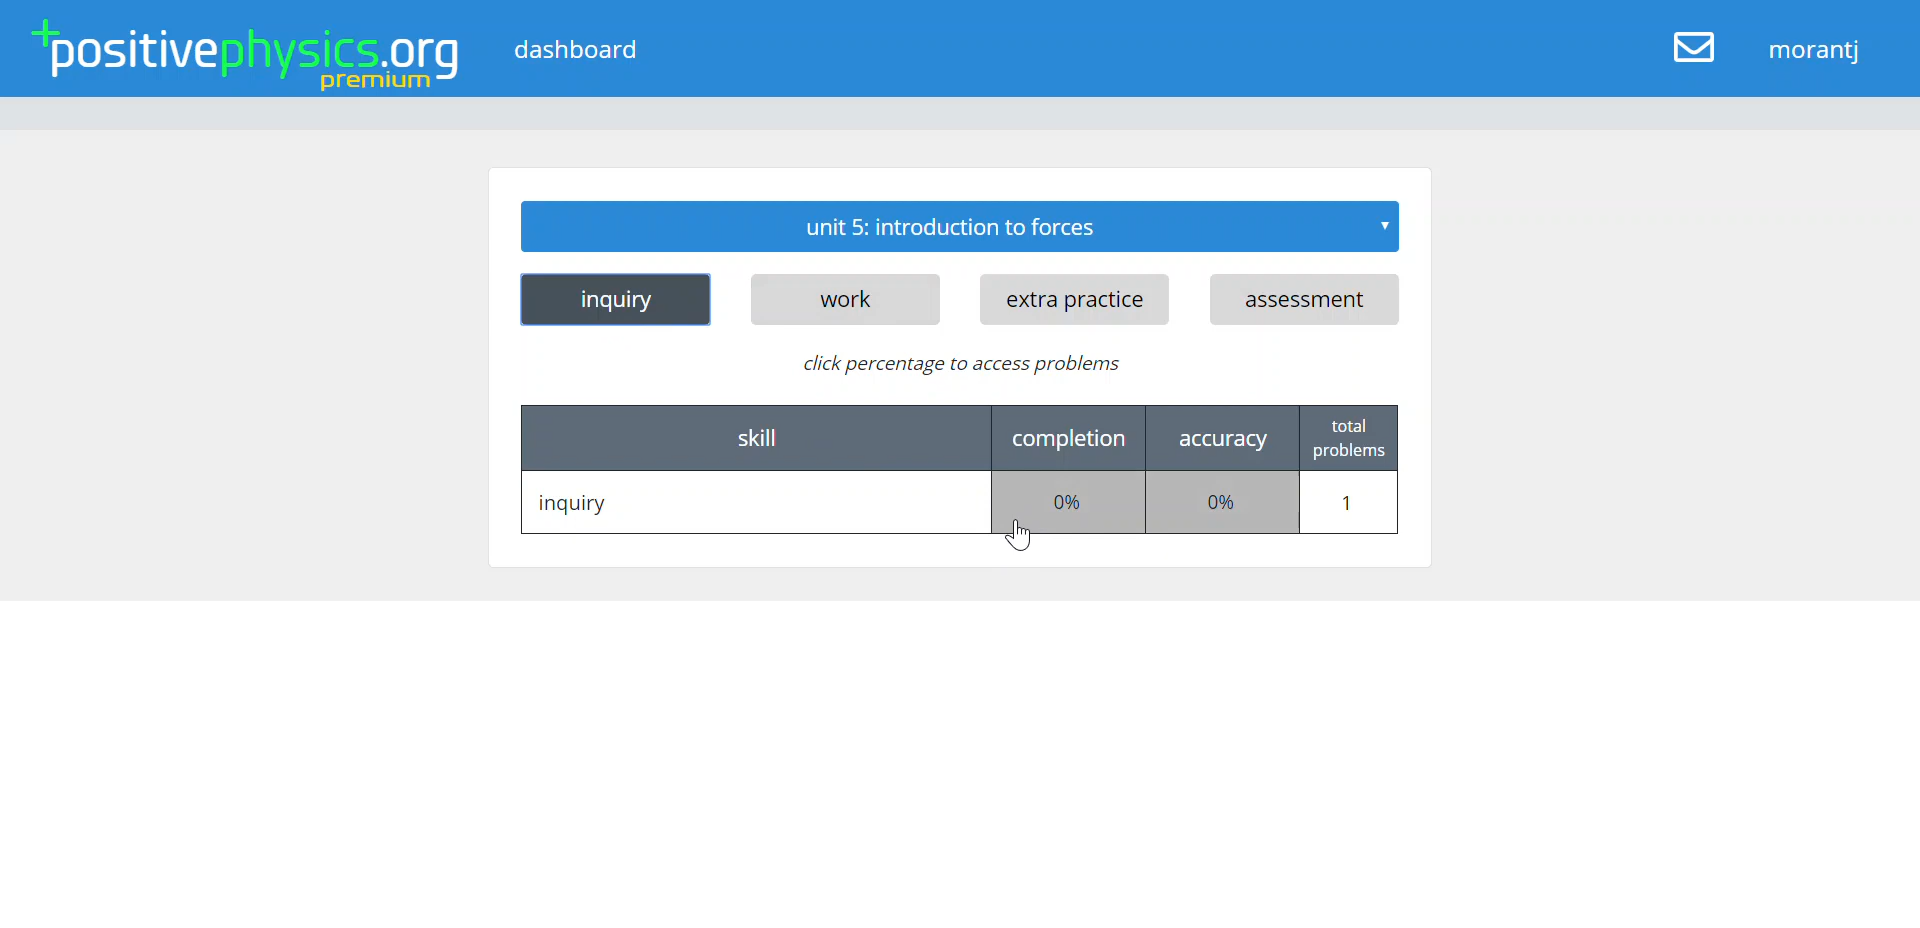 +positivephysics.org
premium
dashboard
morantj
unit 5: introduction to forces
inquiry
work
extra practice
assessment
click percentage to access problems
skill
completion
accuracy
total
problems
inquiry
0%
0%
1